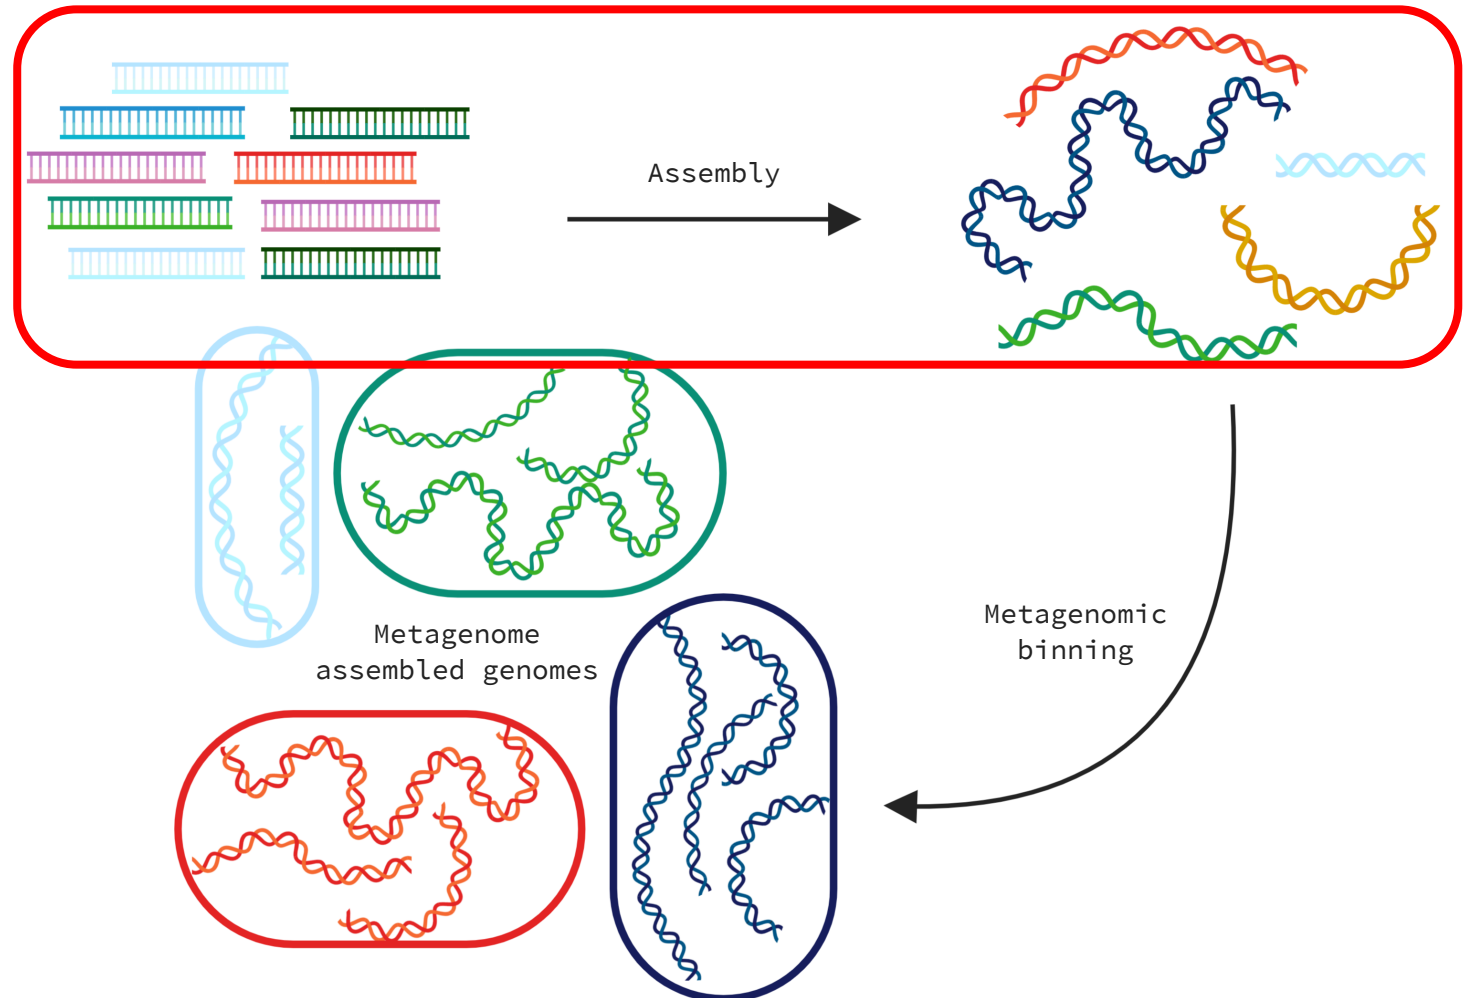 Assembly
Metagenomic
binning
Metagenome
assembled genomes